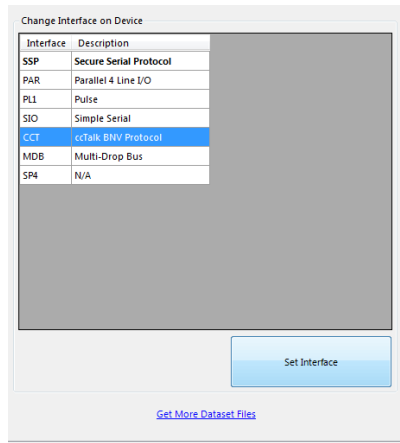 Change Interface on Device
Interface Description
SSP Secure Serial Protocol
PAR Parallel 4 Line I/O
PL1 Pulse
SIO Simple Serial
CCT ccTalk BNV Protocol
MDB Multi-Drop Bus
SP4 N/A
Set Interface
Get More Dataset Files